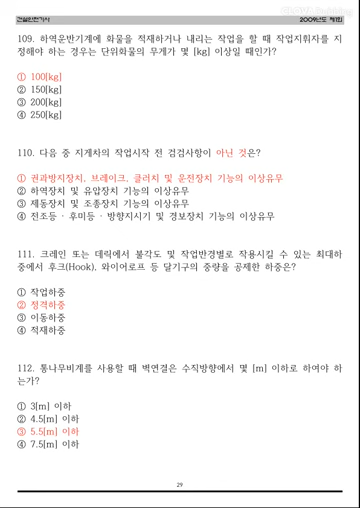 건설안전기사 2009년도 제1회
109. 하역운반기계에 화물을 적재하거나 내리는 작업을 할 때 작업지휘자를 지
정해야 하는 경우는 단위화물의 무게가 몇 [kg] 이상일 때인가?
① 100[kg]
② 150[kg]
③ 200[kg]
④ 250[kg]
110. 다음 중 지게차의 작업시작 전 점검사항이 아닌 것은?
① 권과방지장치, 브레이크, 클러치 및 운전장치 기능의 이상유무
② 하역장치 및 유압장치 기능의 이상유무
③ 제동장치 및 조종장치 기능의 이상유무
④ 전조등 · 후미등 · 방향지시기 및 경보장치 기능의 이상유무
111. 크레인 또는 데릭에서 붐각도 및 작업반경별로 작용시킬 수 있는 최대하
중에서 후크(Hook), 와이어로프 등 달기구의 중량을 공제한 하중은?
① 작업하중
② 정격하중
③ 이동하중
④ 적재하중
112. 통나무비계를 사용할 때 벽연결은 수직방향에서 몇 [m] 이하로 하여야 하
는가?
① 3[m] 이하
② 4.5[m] 이하
③ 5.5[m] 이하
④ 7.5[m] 이하
29